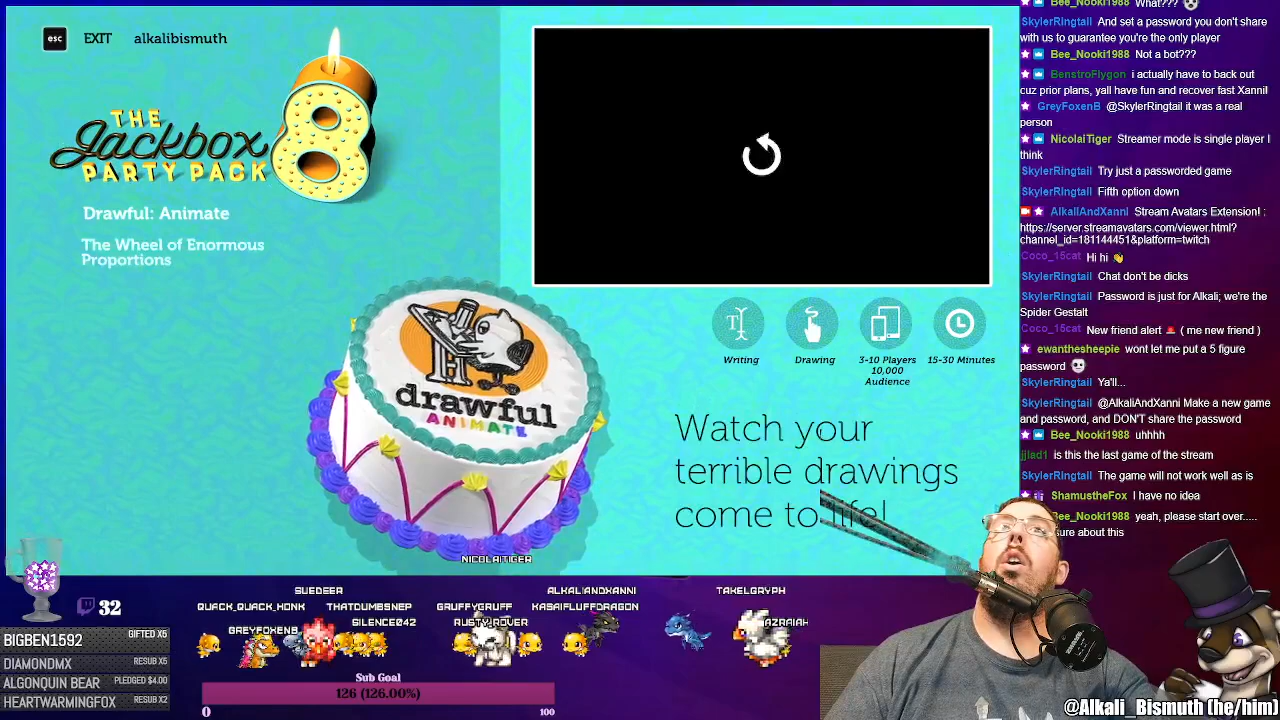 esc EXIT alkalibismuth
THE
Jackbox
PARTY PACK
8
Drawful: Animate
The Wheel of Enormous
Proportions
drawful
ANIMATE
Writing
Drawing
3-10 Players
10,000
Audience
15-30 Minutes
Watch your
terrible drawings
come to life!
NICOLAITIGER
32
BIGBEN1592 GIFTED X5
DIAMONDMX RESUB X5
ALGONQUIN BEAR PLEDGED $4.00
HEARTWARMINGFOX RESUB X2
SUEDEER
ALKALIANDXANNI
TAKELGRYPH
QUACK_QUACK_HONK
THATDUMBSNEP
GRUFFYGRUFF
KASAIFLUFFDRAGON
GREYFOXENB
SILENCE042
RUSTY_ROVER
AZRAIAH
Sub Goal
126 (126.00%)
0
100
Bee_Nooki1988 What???
SkylerRingtail And set a password you don't share
with us to guarantee you're the only player
Bee_Nooki1988 Not a bot???
BenstroFlygon i actually have to back out
cuz prior plans, yall have fun and recover fast Xanni!
GreyFoxenB @SkylerRingtail it was a real
person
NicolaiTiger Streamer mode is single player I
think
SkylerRingtail Try just a passworded game
SkylerRingtail Fifth option down
AlkaliAndXanni Stream Avatars Extension! :
https://server.streamavatars.com/viewer.html?
channel_id=181144451&platform=twitch
Coco_15cat Hi hi
SkylerRingtail Chat don't be dicks
SkylerRingtail Password is just for Alkali; we're the
Spider Gestalt
Coco_15cat New friend alert ( me new friend )
ewanthesheepie wont let me put a 5 figure
password
SkylerRingtail Ya'll...
SkylerRingtail @AlkaliAndXanni Make a new game
and password, and DON'T share the password
Bee_Nooki1988 uhhhh
jjlad1 is this the last game of the stream
SkylerRingtail The game will not work well as is
ShamustheFox I have no idea
Bee_Nooki1988 yeah, please start over.....
sure about this
@Alkali_Bismuth (he/him)